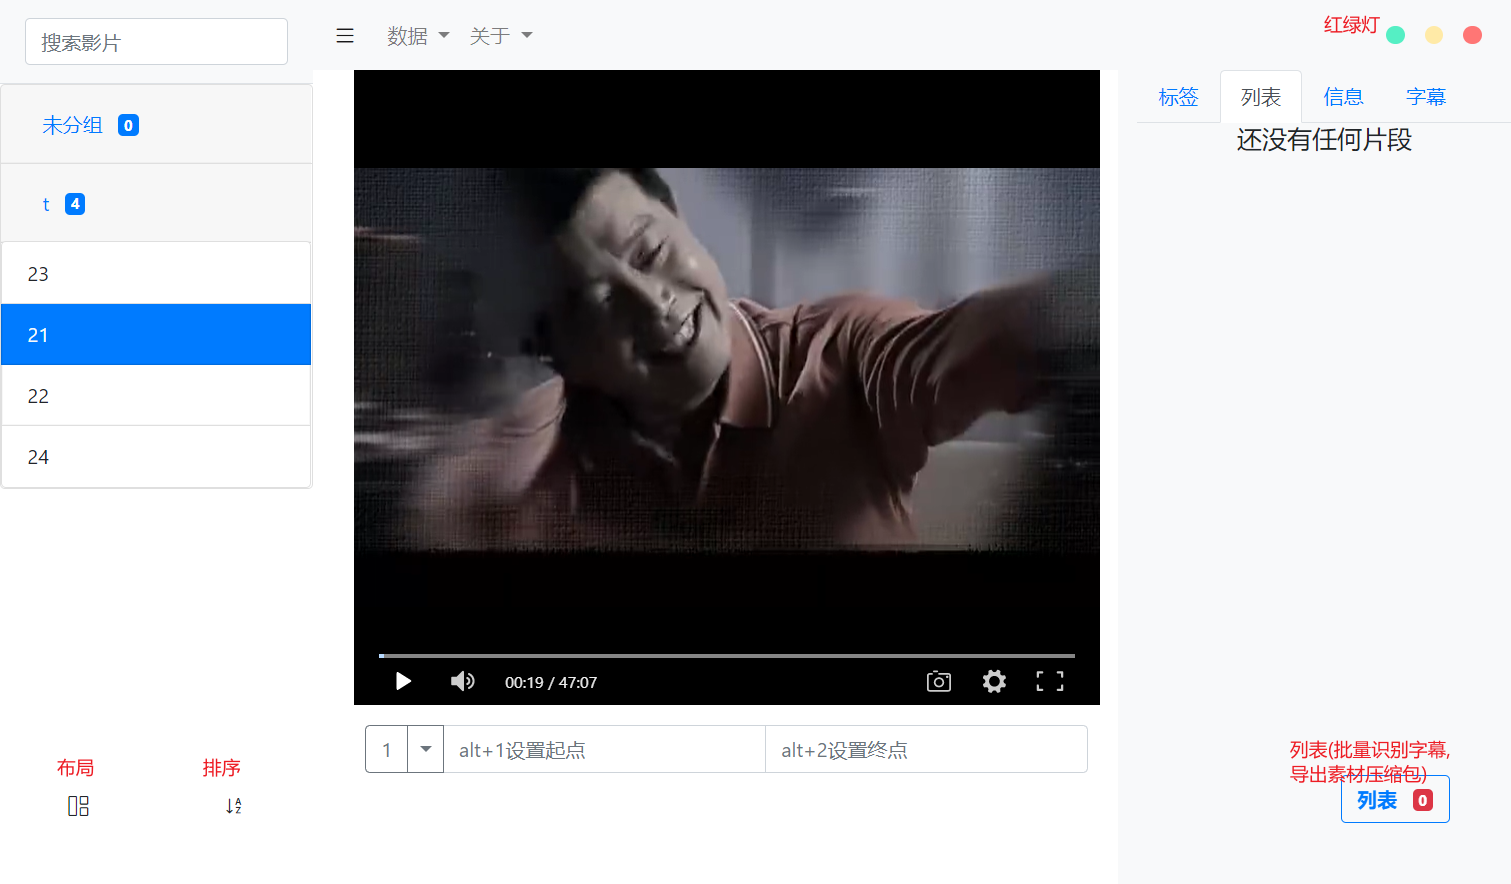 搜索影片
数据
关于
红绿灯
未分组 0
t 4
23
21
22
24
标签
列表
信息
字幕
还没有任何片段
00:19 / 47:07
1
alt+1设置起点
alt+2设置终点
布局
排序
列表(批量识别字幕,
导出素材压缩包)
列表 0